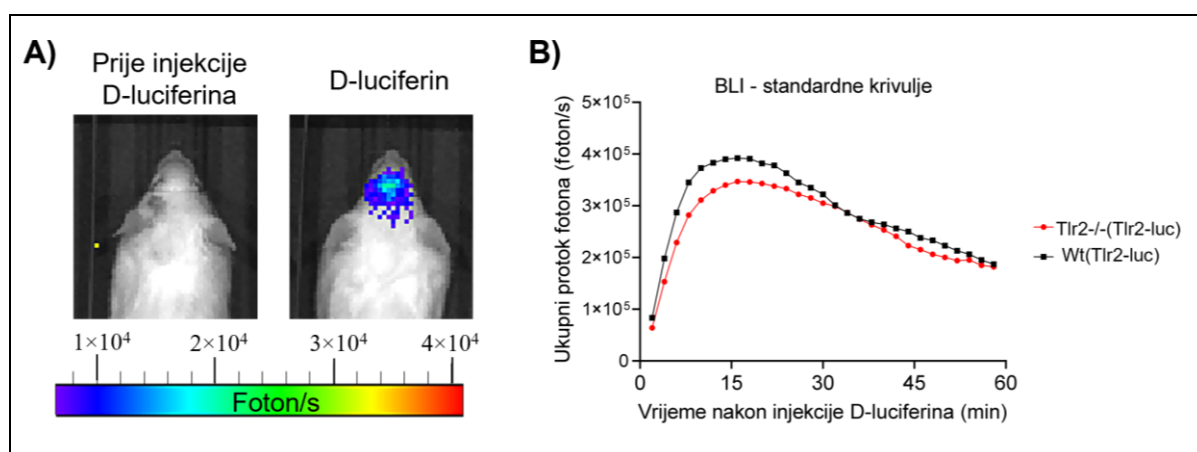 A)
Prije injekcije
D-luciferina
D-luciferin
1×10⁴
2×10⁴
3×10⁴
4×10⁴
Foton/s
B)
BLI - standardne krivulje
Ukupni protok fotona (foton/s)
5×10⁵
4×10⁵
3×10⁵
2×10⁵
1×10⁵
0
0
15
30
45
60
Vrijeme nakon injekcije D-luciferina (min)
Tlr2-/-(Tlr2-luc)
Wt(Tlr2-luc)